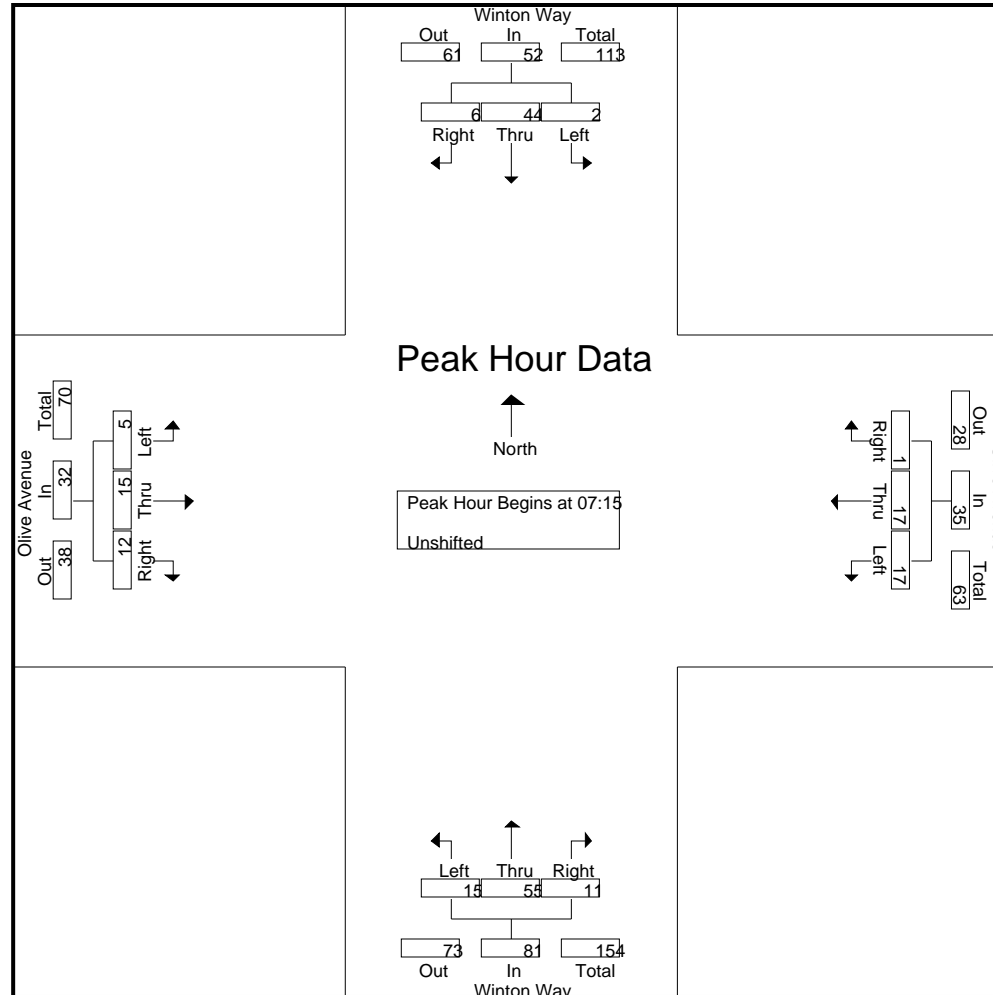 Winton Way
Out In Total
61 52 113
6 44 2
Right Thru Left
Peak Hour Data
North
Peak Hour Begins at 07:15
Unshifted
Olive Avenue
Total In Out
70 32 38
5 15 12
Left Thru Right
Right Thru Left
1 17 17
28 35 63
Out In Total
Left Thru Right
15 55 11
73 81 154
Out In Total
Winton Way